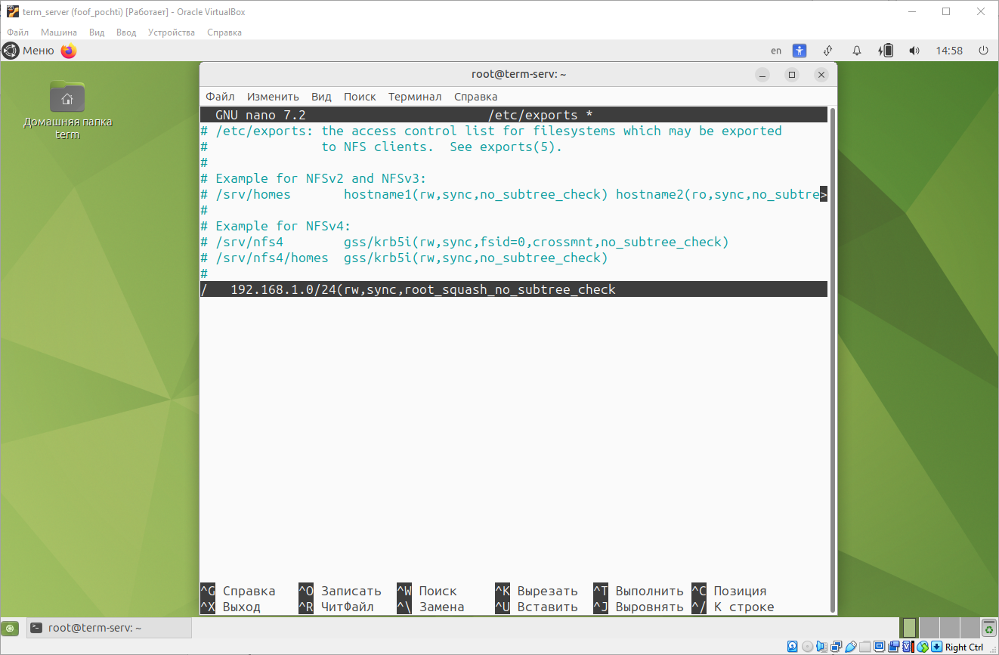 term_server (foof_pochti) [Работает] - Oracle VirtualBox
Файл Машина Вид Ввод Устройства Справка
Меню en 14:58
Домашняя папка
term
root@term-serv: ~
Файл Изменить Вид Поиск Терминал Справка
GNU nano 7.2 /etc/exports *
# /etc/exports: the access control list for filesystems which may be exported
# to NFS clients. See exports(5).
#
# Example for NFSv2 and NFSv3:
# /srv/homes hostname1(rw,sync,no_subtree_check) hostname2(ro,sync,no_subtre>
#
# Example for NFSv4:
# /srv/nfs4 gss/krb5i(rw,sync,fsid=0,crossmnt,no_subtree_check)
# /srv/nfs4/homes gss/krb5i(rw,sync,no_subtree_check)
#
/ 192.168.1.0/24(rw,sync,root_squash_no_subtree_check
^G Справка ^O Записать ^W Поиск ^K Вырезать ^T Выполнить ^C Позиция
^X Выход ^R ЧитФайл ^\ Замена ^U Вставить ^J Выровнять ^/ К строке
root@term-serv: ~
Right Ctrl